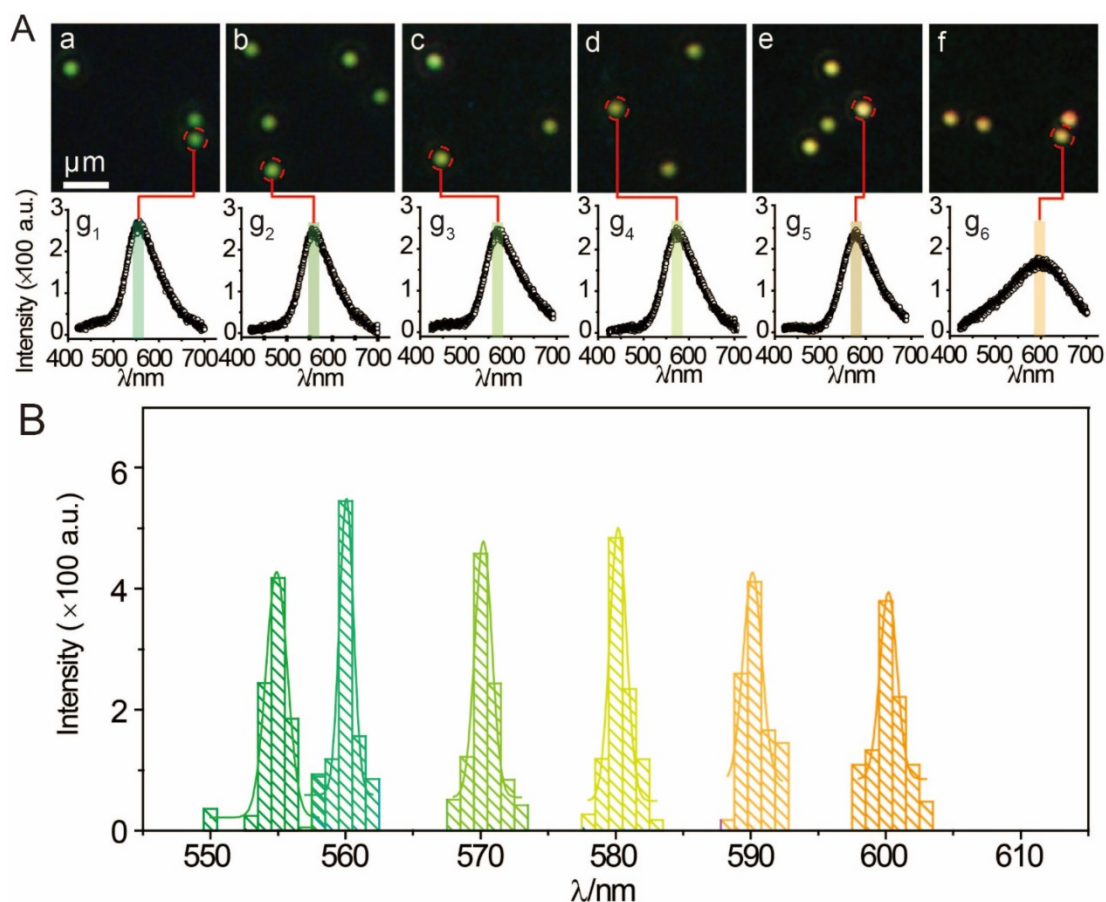 A
a b c d e f
μm
g1 g2 g3 g4 g5 g6
Intensity (×100 a.u.)
3 3 3 3 3 3
2 2 2 2 2 2
1 1 1 1 1 1
0 0 0 0 0 0
400 500 600 700 400 500 600 700 400 500 600 700 400 500 600 700 400 500 600 700 400 500 600 700
λ/nm λ/nm λ/nm λ/nm λ/nm λ/nm
B
Intensity (×100 a.u.)
6
4
2
0
550 560 570 580 590 600 610
λ/nm